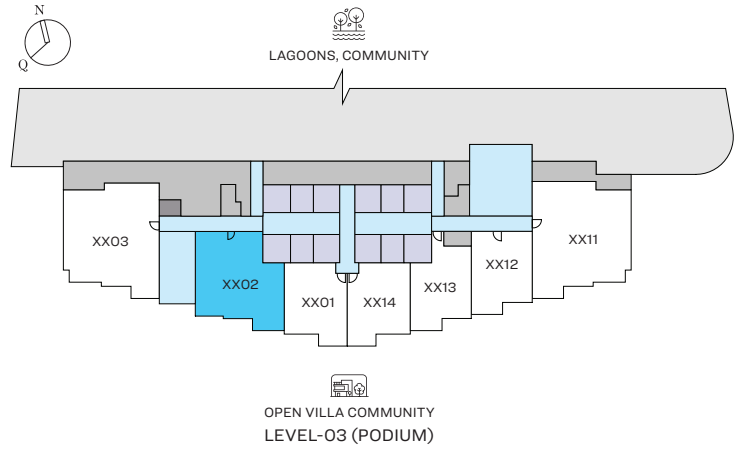 N
Q
LAGOONS, COMMUNITY
XX03
XX02
XX01
XX14
XX13
XX12
XX11
OPEN VILLA COMMUNITY
LEVEL-03 (PODIUM)